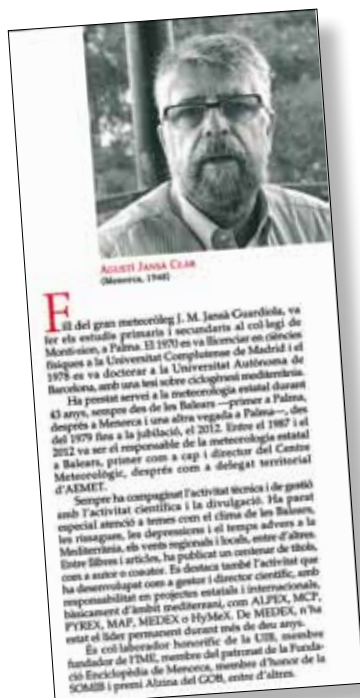 AGUSTÍ JANSÀ CLAR
(Menorca, 1948)
Fill del gran meteoròleg J. M. Jansà Guardiola, va
fer els estudis primaris i secundaris al col·legi de
Monti-sion, a Palma. El 1970 es va llicenciar en ciències
físiques a la Universitat Complutense de Madrid i el
1978 es va doctorar a la Universitat Autònoma de
Barcelona, amb una tesi sobre ciclogènesi mediterrània.
Ha prestat servei a la meteorologia estatal durant
43 anys, sempre des de les Balears —primer a Palma,
després a Menorca i una altra vegada a Palma—, des
del 1979 fins a la jubilació, el 2012. Entre el 1987 i el
2012 va ser el responsable de la meteorologia estatal
a Balears, primer com a cap i director del Centre
Meteorològic, després com a delegat territorial
d'AEMET.
Sempre ha compaginat l'activitat tècnica i de gestió
amb l'activitat científica i la divulgació. Ha parat
especial atenció a temes com el clima de les Balears,
les rissagues, les depressions i el temps advers a la
Mediterrània, els vents regionals i locals, entre d'altres.
Entre llibres i articles, ha publicat un centenar de títols,
com a autor o coautor. Es destaca també l'activitat que
ha desenvolupat com a gestor i director científic, amb
responsabilitat en projectes estatals i internacionals,
bàsicament d'àmbit mediterrani, com ALPEX, MCP,
PYREX, MAP, MEDEX o HyMeX. De MEDEX, n'ha
estat el líder permanent durant més de deu anys.
És col·laborador honorífic de la UIB, membre
fundador de l'IME, membre del patronat de la Funda-
ció Enciclopèdia de Menorca, membre d'honor de la
SOMIB i premi Alzina del GOB, entre d'altres.